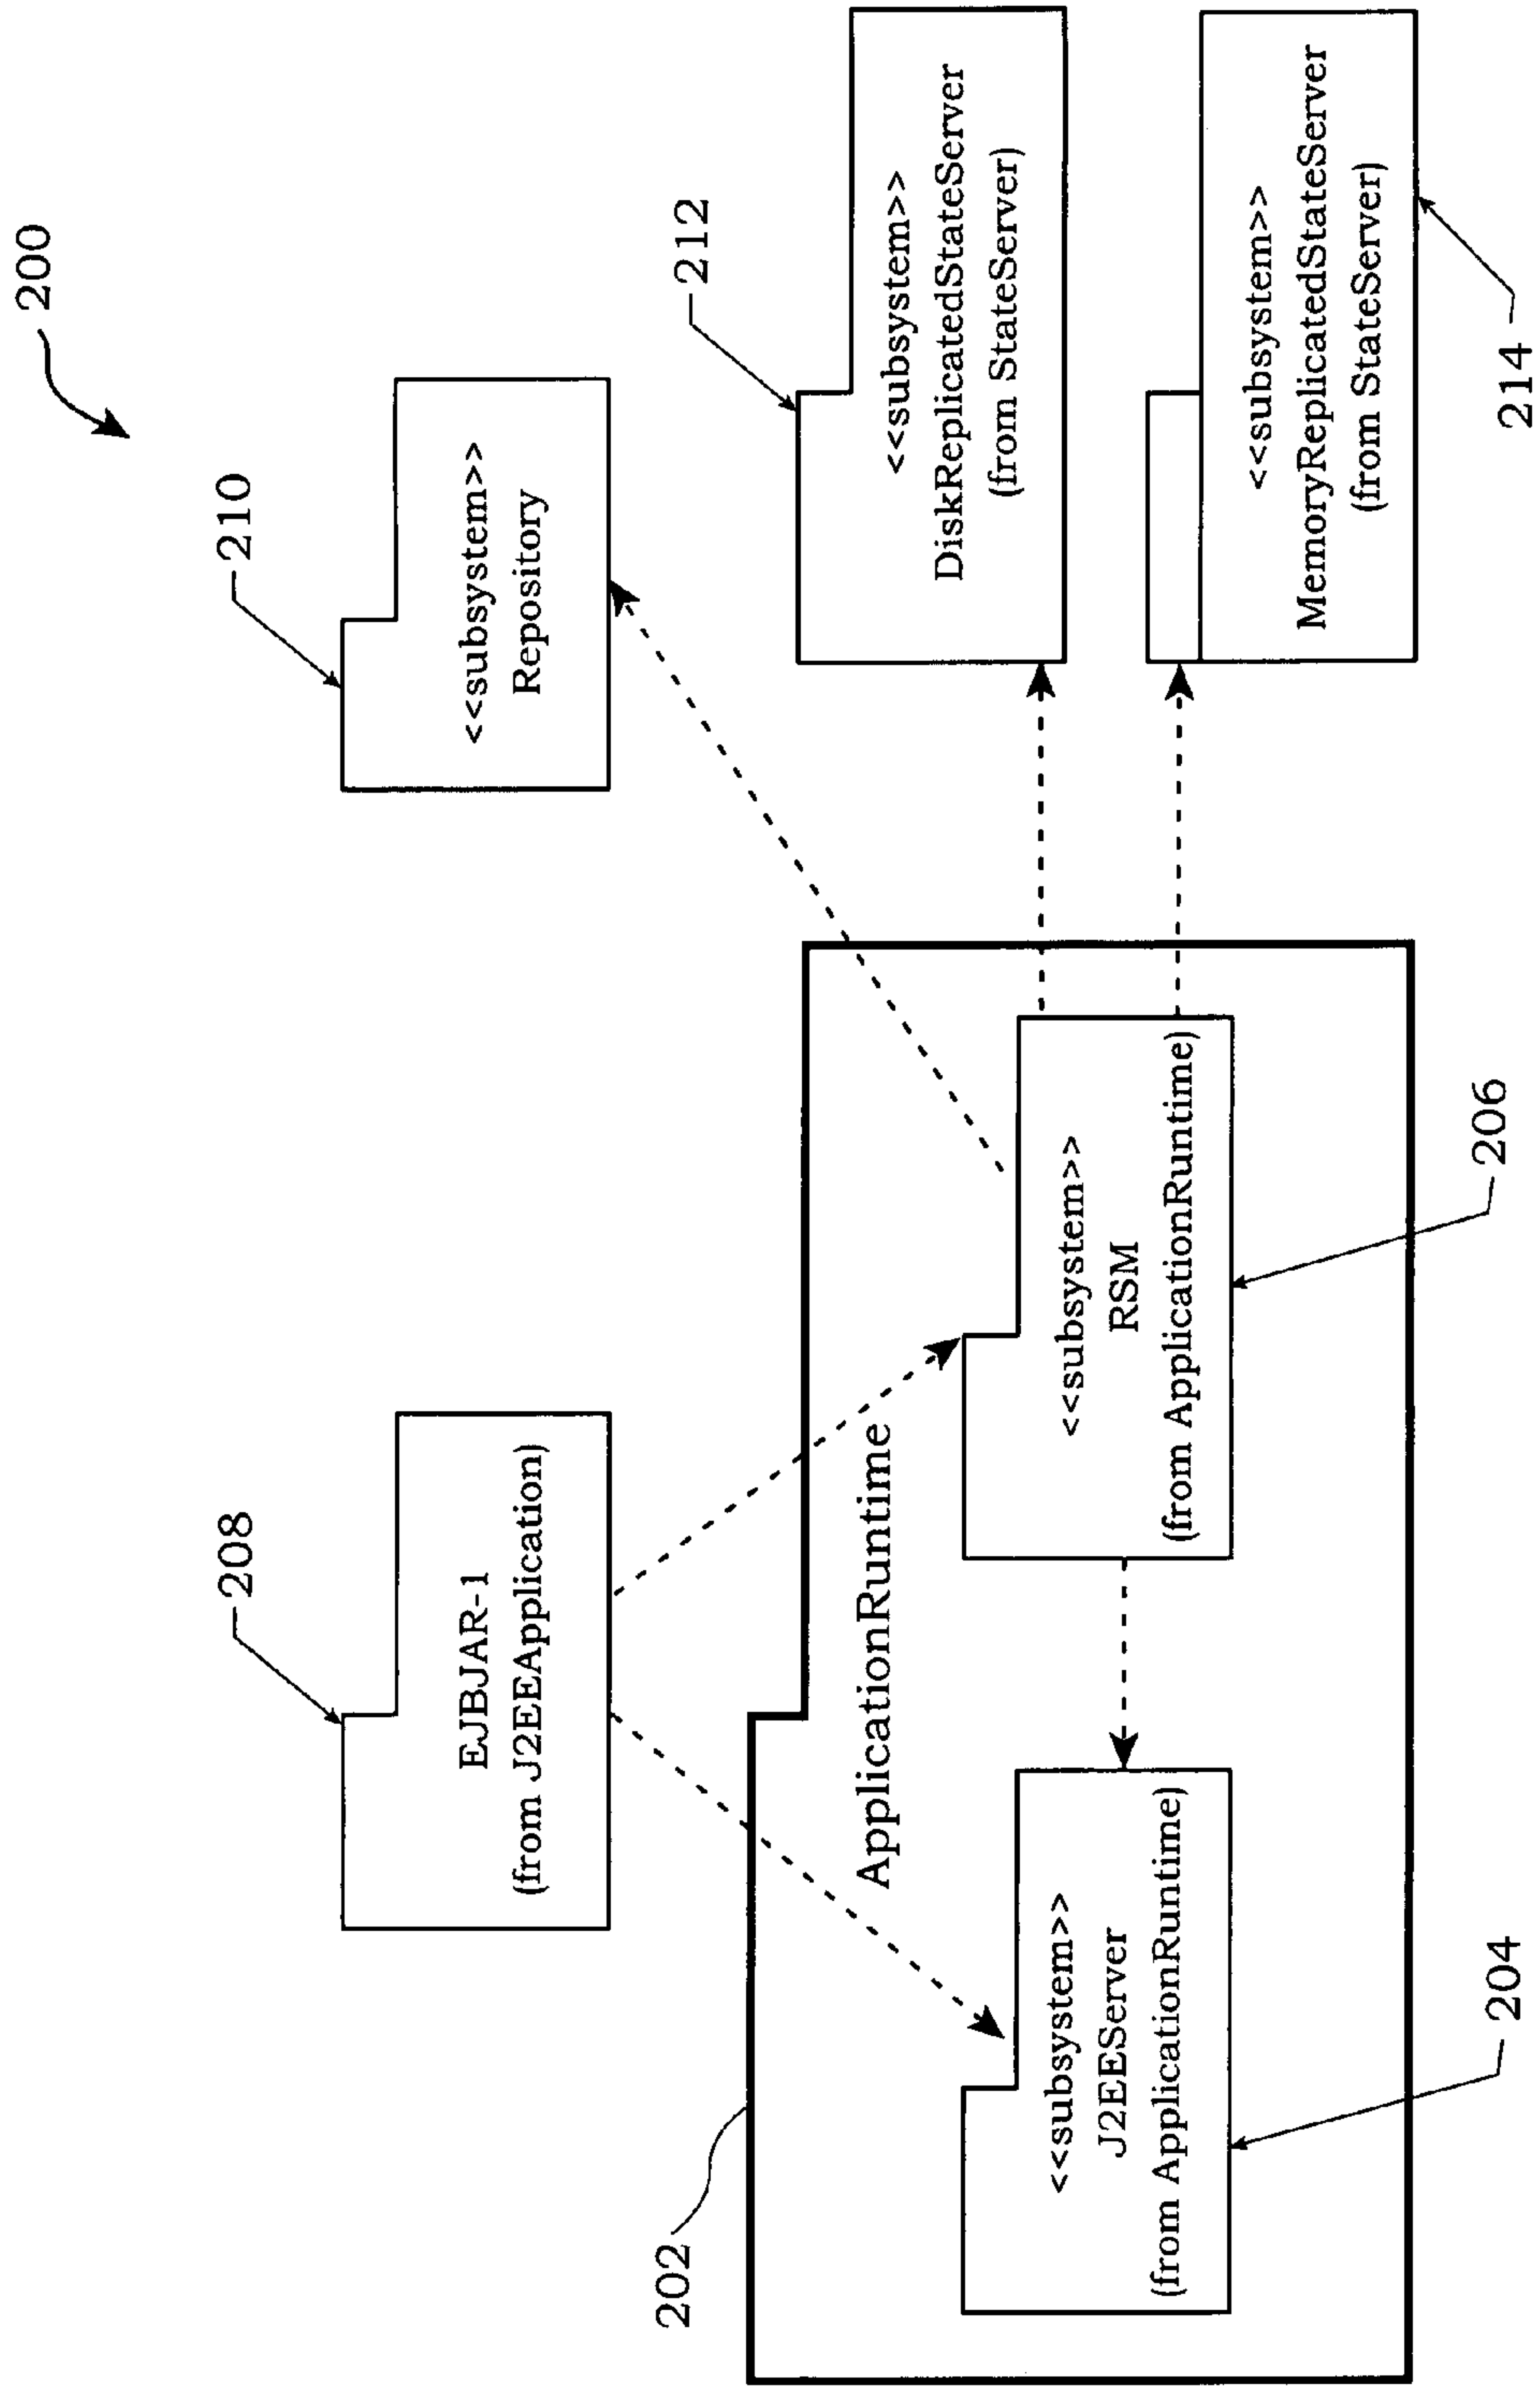 200
208
EJBJAR-1
(from J2EEApplication)
210
<<subsystem>>
Repository
202
ApplicationRuntime
<<subsystem>>
J2EEServer
(from ApplicationRuntime)
204
<<subsystem>>
RSM
(from ApplicationRuntime)
206
212
<<subsystem>>
DiskReplicatedStateServer
(from StateServer)
<<subsystem>>
MemoryReplicatedStateServer
(from StateServer)
214